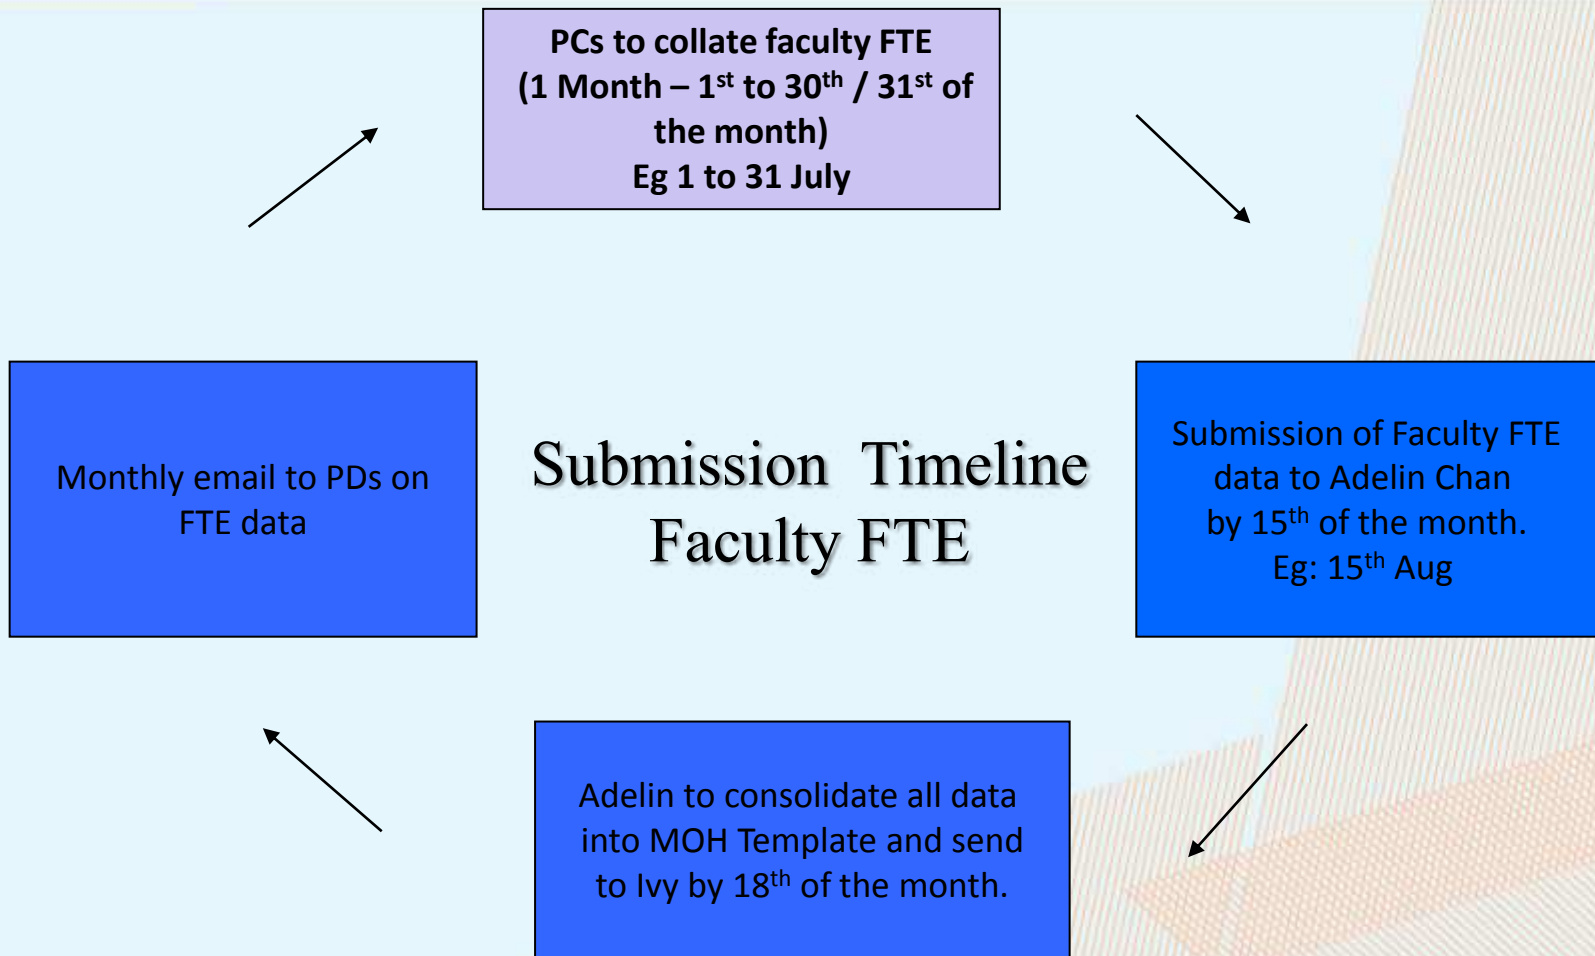 PCs to collate faculty FTE
(1 Month – 1st to 30th / 31st of
the month)
Eg 1 to 31 July
Submission of Faculty FTE
data to Adelin Chan
by 15th of the month.
Eg: 15th Aug
Adelin to consolidate all data
into MOH Template and send
to Ivy by 18th of the month.
Monthly email to PDs on
FTE data
Submission Timeline
Faculty FTE